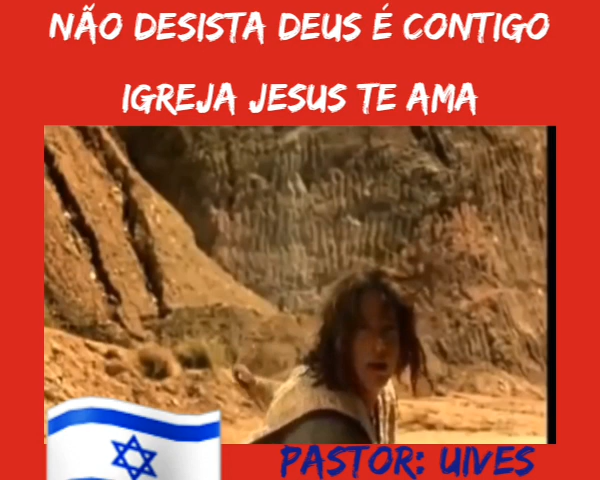 NÃO DESISTA DEUS É CONTIGO
IGREJA JESUS TE AMA
PASTOR: UIVES